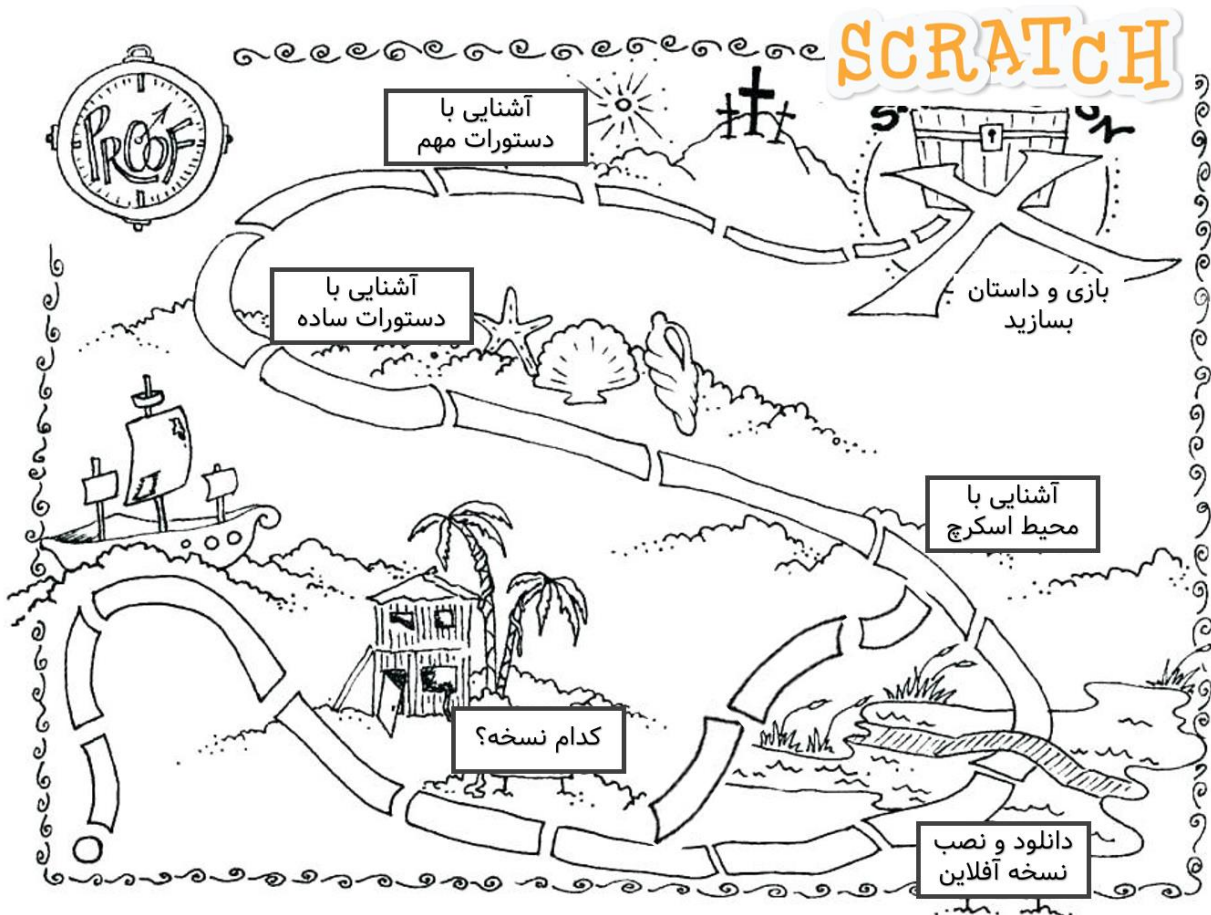 SCRATCH
PROOF
آشنایی با
دستورات مهم
آشنایی با
دستورات ساده
بازی و داستان
بسازید
آشنایی با
محیط اسکرچ
کدام نسخه؟
دانلود و نصب
نسخه آفلاین